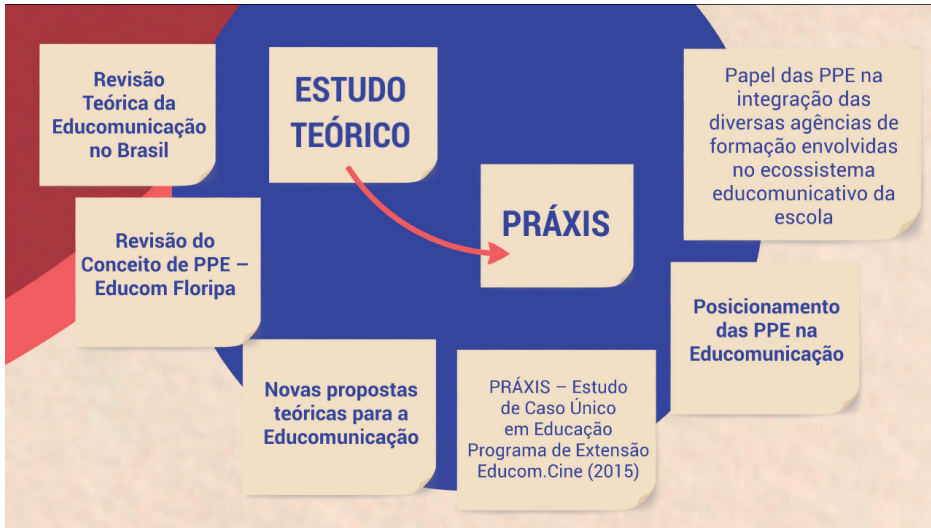 Revisão
Teórica da
Educomunicação
no Brasil
ESTUDO
TEÓRICO
Papel das PPE na
integração das
diversas agências de
formação envolvidas
no ecossistema
educomunicativo da
escola
PRÁXIS
Revisão do
Conceito de PPE –
Educom Floripa
Posicionamento
das PPE na
Educomunicação
Novas propostas
teóricas para a
Educomunicação
PRÁXIS – Estudo
de Caso Único
em Educação
Programa de Extensão
Educom.Cine (2015)